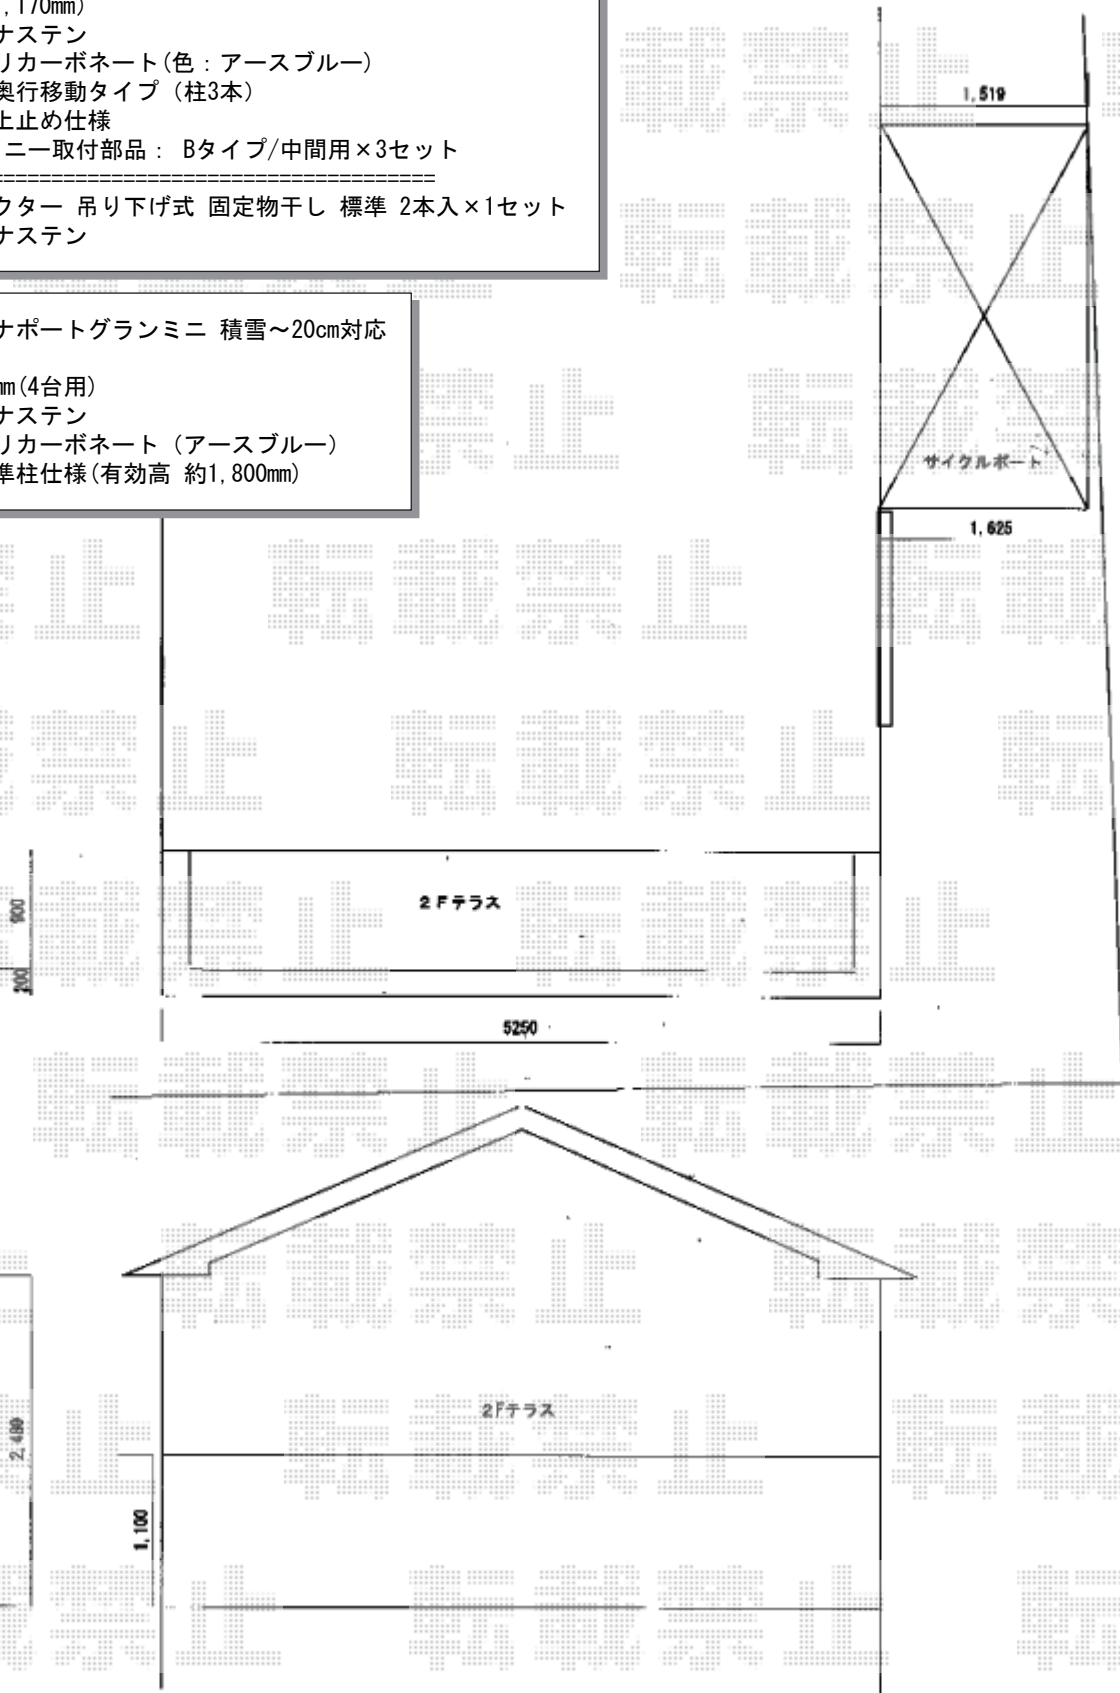 ,170mm)
ナステン
リカーボネート(色：アースブルー)
奥行移動タイプ（柱3本）
上止め仕様
ニー取付部品： Bタイプ/中間用×3セット
====================================
クター 吊り下げ式 固定物干し 標準 2本入×1セット
ナステン
ナポートグランミニ 積雪～20cm対応
mm(4台用)
ナステン
リカーボネート（アースブルー）
準柱仕様(有効高 約1,800mm)
1,519
サイクルポート
1,625
2Fテラス
900
200
5250
2Fテラス
2,480
1,100
転載禁止